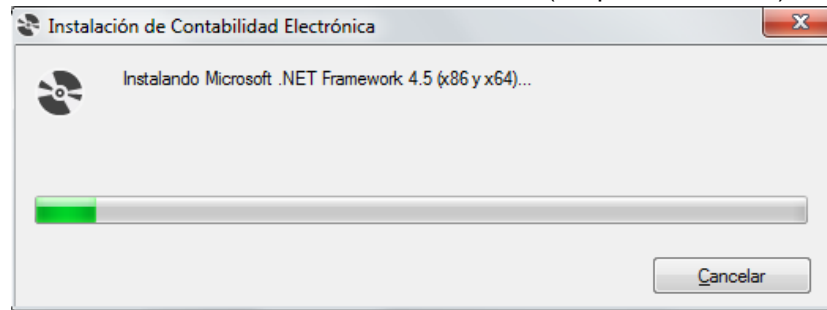 Instalación de Contabilidad Electrónica
Instalando Microsoft .NET Framework 4.5 (x86 y x64)...
Cancelar